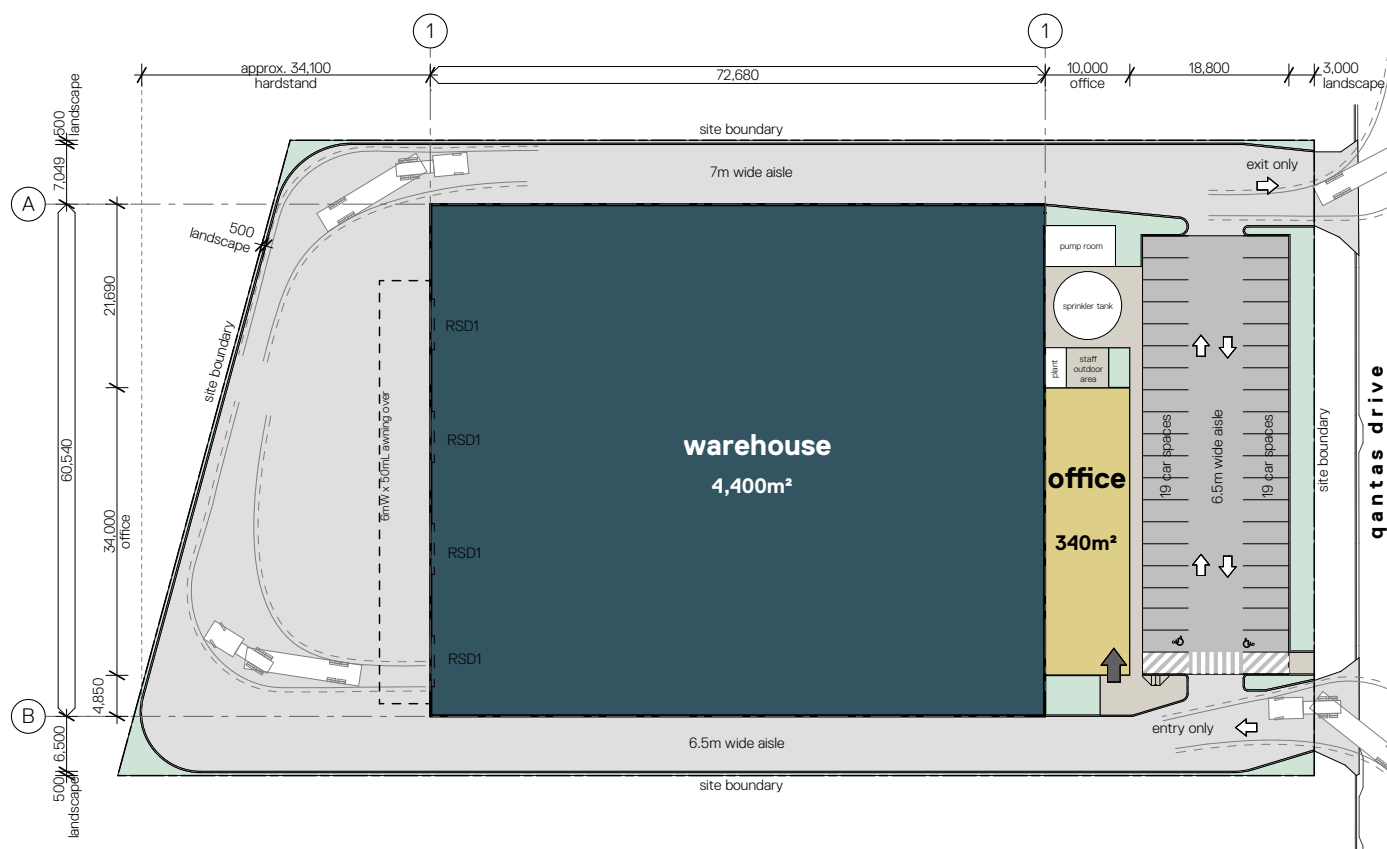 1
1
approx. 34,100
hardstand
72,680
10,000
office
18,800
3,000
landscape
500
landscape
site boundary
7.049
7m wide aisle
exit only
A
500
landscape
pump room
sprinkler tank
21,690
RSD1
site boundary
plant
staff
outdoor
area
6mW x 50mL awning over
RSD1
warehouse
4,400m²
office
340m²
19 car spaces
6.5m wide aisle
19 car spaces
site boundary
qantas drive
60,540
34,000
office
RSD1
RSD1
4,850
B
6,500
6.5m wide aisle
entry only
500
landscape
site boundary